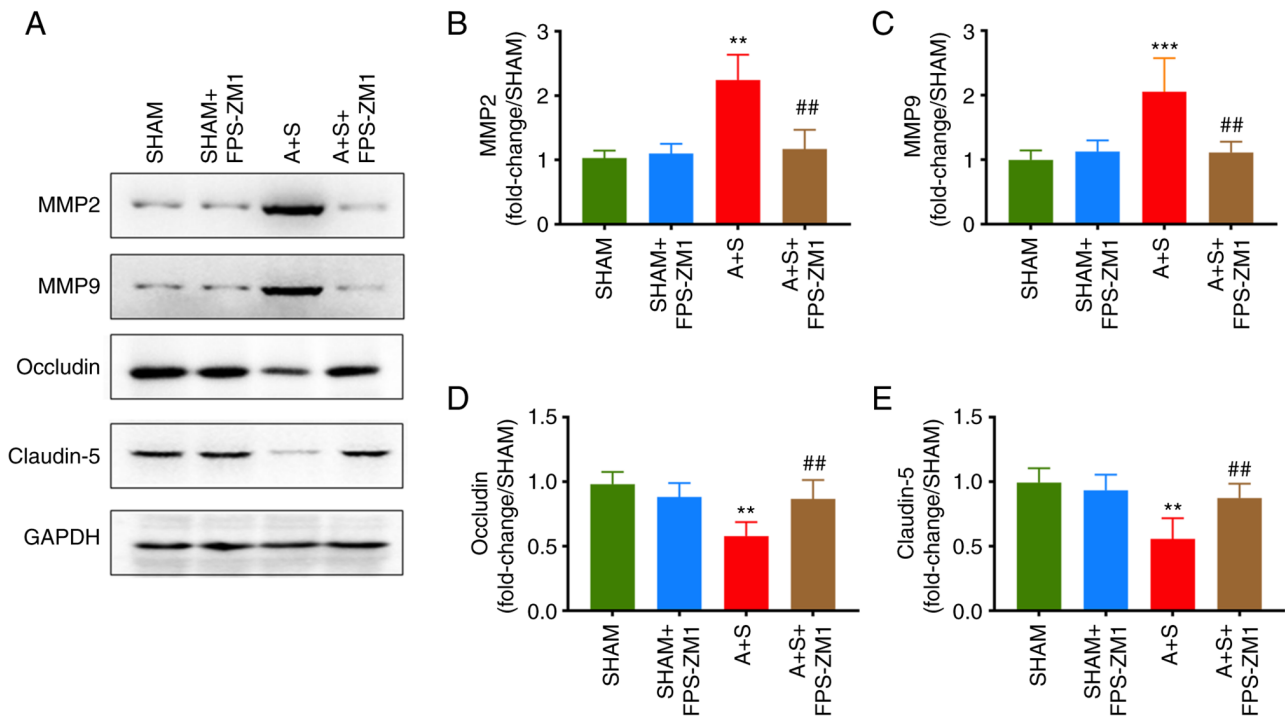 A
SHAM
SHAM+
FPS-ZM1
A+S
A+S+
FPS-ZM1
MMP2
MMP9
Occludin
Claudin-5
GAPDH
B
MMP2
(fold-change/SHAM)
3
2
1
0
**
##
SHAM
SHAM+
FPS-ZM1
A+S
A+S+
FPS-ZM1
C
MMP9
(fold-change/SHAM)
3
2
1
0
***
##
SHAM
SHAM+
FPS-ZM1
A+S
A+S+
FPS-ZM1
D
Occludin
(fold-change/SHAM)
1.5
1.0
0.5
0.0
**
##
SHAM
SHAM+
FPS-ZM1
A+S
A+S+
FPS-ZM1
E
Claudin-5
(fold-change/SHAM)
1.5
1.0
0.5
0.0
**
##
SHAM
SHAM+
FPS-ZM1
A+S
A+S+
FPS-ZM1